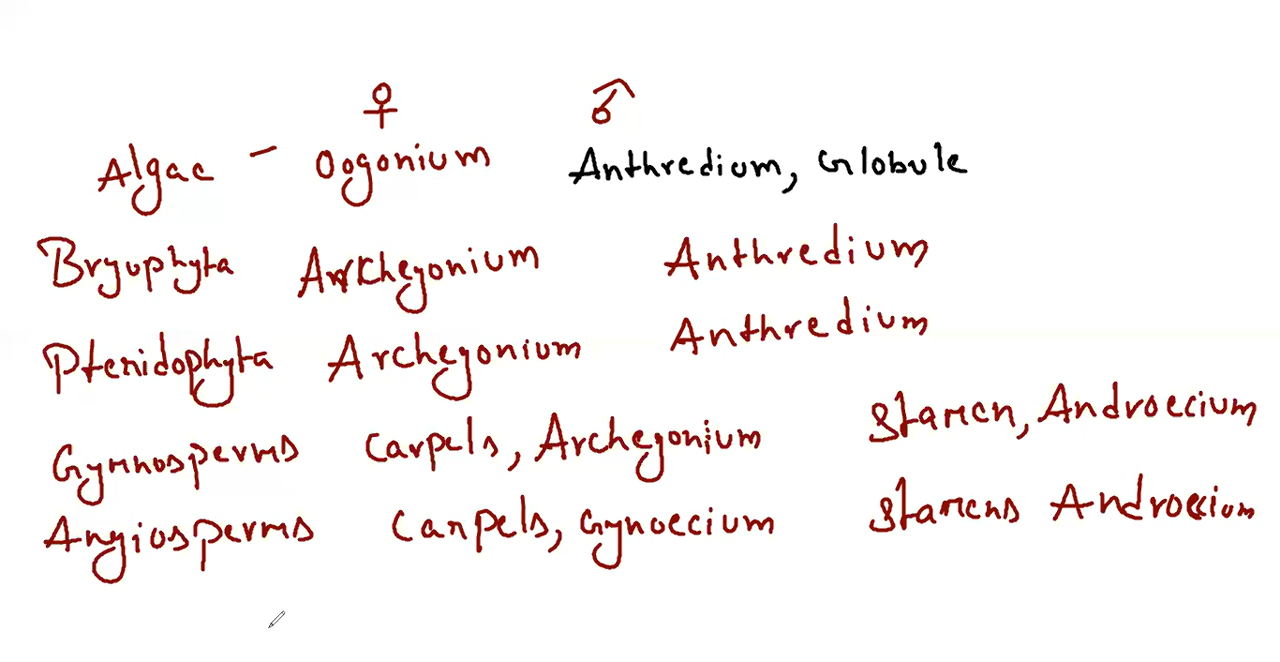 ♀ ♂
Algae - Oogonium Anthredium, Globule
Bryophyta Archegonium Anthredium
Pteridophyta Archegonium Anthredium
Gymnosperms Carpels, Archegonium Stamen, Androecium
Angiosperms Carpels, Gynoecium Stamens Androecium